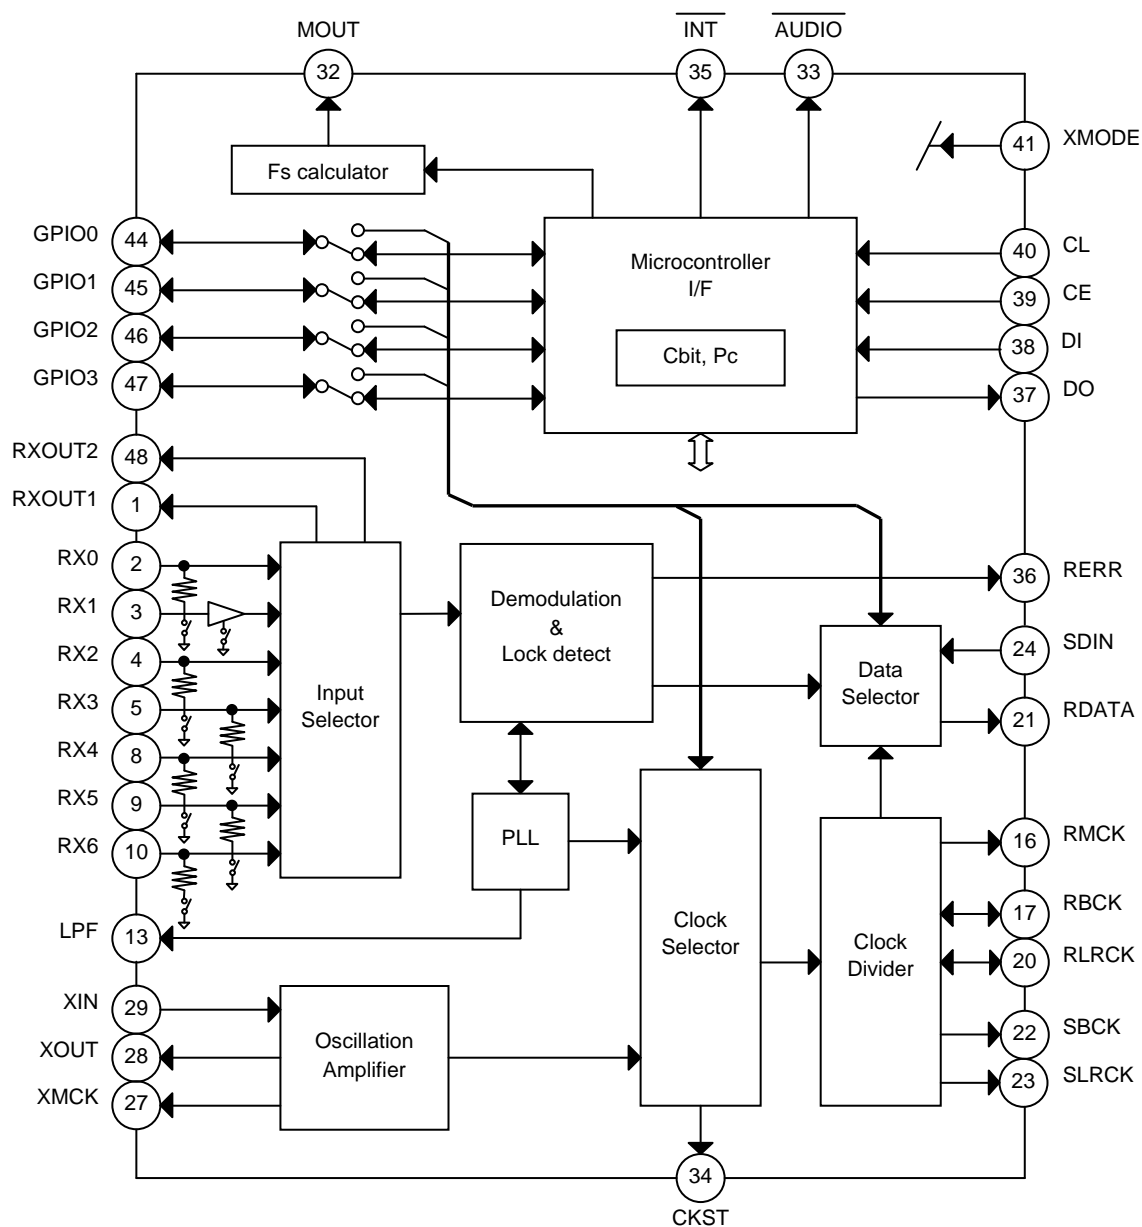 MOUT
INT
AUDIO
32
35
33
41
XMODE
Fs calculator
GPIO0
44
GPIO1
45
GPIO2
46
GPIO3
47
Microcontroller
I/F
Cbit, Pc
40
CL
39
CE
38
DI
37
DO
RXOUT2
48
RXOUT1
1
RX0
2
RX1
3
RX2
4
RX3
5
RX4
8
RX5
9
RX6
10
Input
Selector
Demodulation
&
Lock detect
36
RERR
24
SDIN
Data
Selector
21
RDATA
PLL
LPF
13
Clock
Selector
Clock
Divider
16
RMCK
17
RBCK
20
RLRCK
22
SBCK
23
SLRCK
XIN
29
XOUT
28
XMCK
27
Oscillation
Amplifier
34
CKST